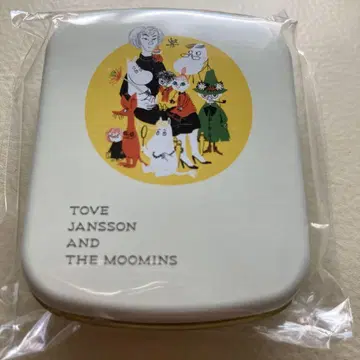 TOVE
JANSSON
AND
THE MOOMINS